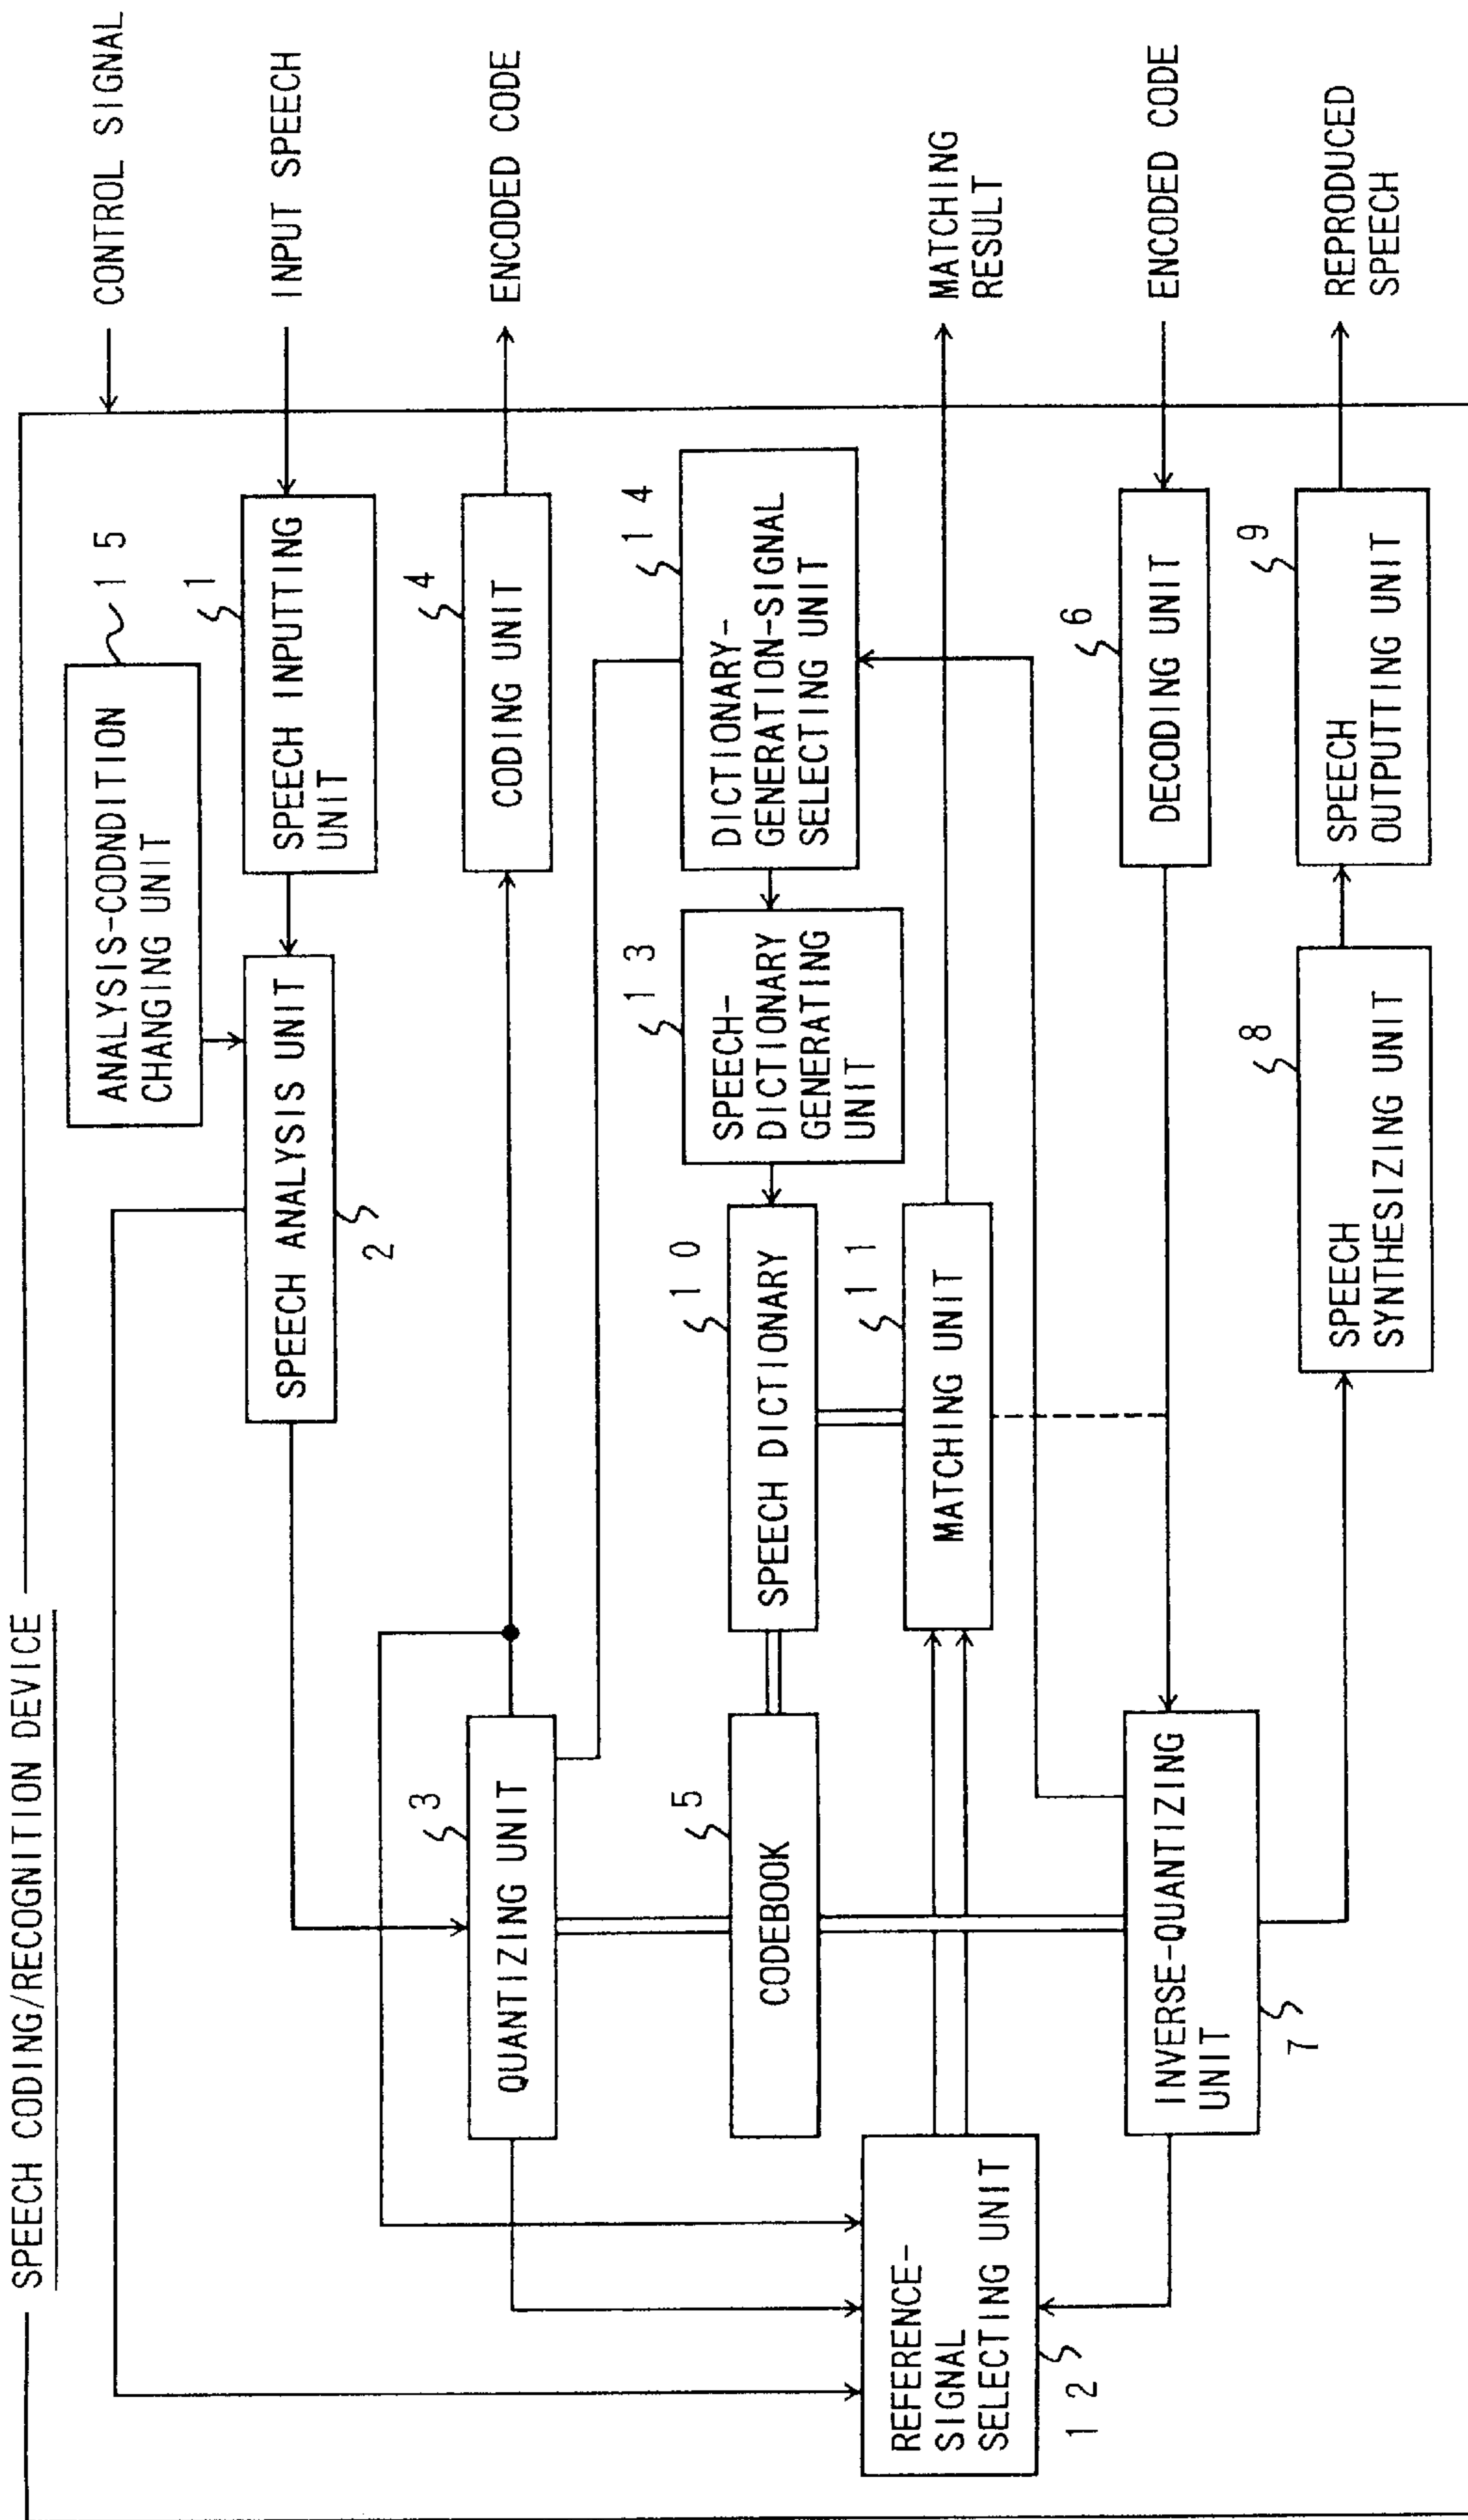 SPEECH CODING/RECOGNITION DEVICE
CONTROL SIGNAL
ANALYSIS-CODNDITION
CHANGING UNIT
15
INPUT SPEECH
SPEECH INPUTTING
UNIT
1
SPEECH ANALYSIS UNIT
2
QUANTIZING UNIT
3
CODING UNIT
4
ENCODED CODE
CODEBOOK
5
SPEECH DICTIONARY
10
SPEECH-
DICTIONARY
GENERATING
UNIT
13
DICTIONARY-
GENERATION-SIGNAL
SELECTING UNIT
14
REFERENCE-
SIGNAL
SELECTING UNIT
12
MATCHING UNIT
11
MATCHING
RESULT
INVERSE-QUANTIZING
UNIT
7
DECODING UNIT
6
ENCODED CODE
SPEECH
SYNTHESIZING UNIT
8
SPEECH
OUTPUTTING UNIT
9
REPRODUCED
SPEECH